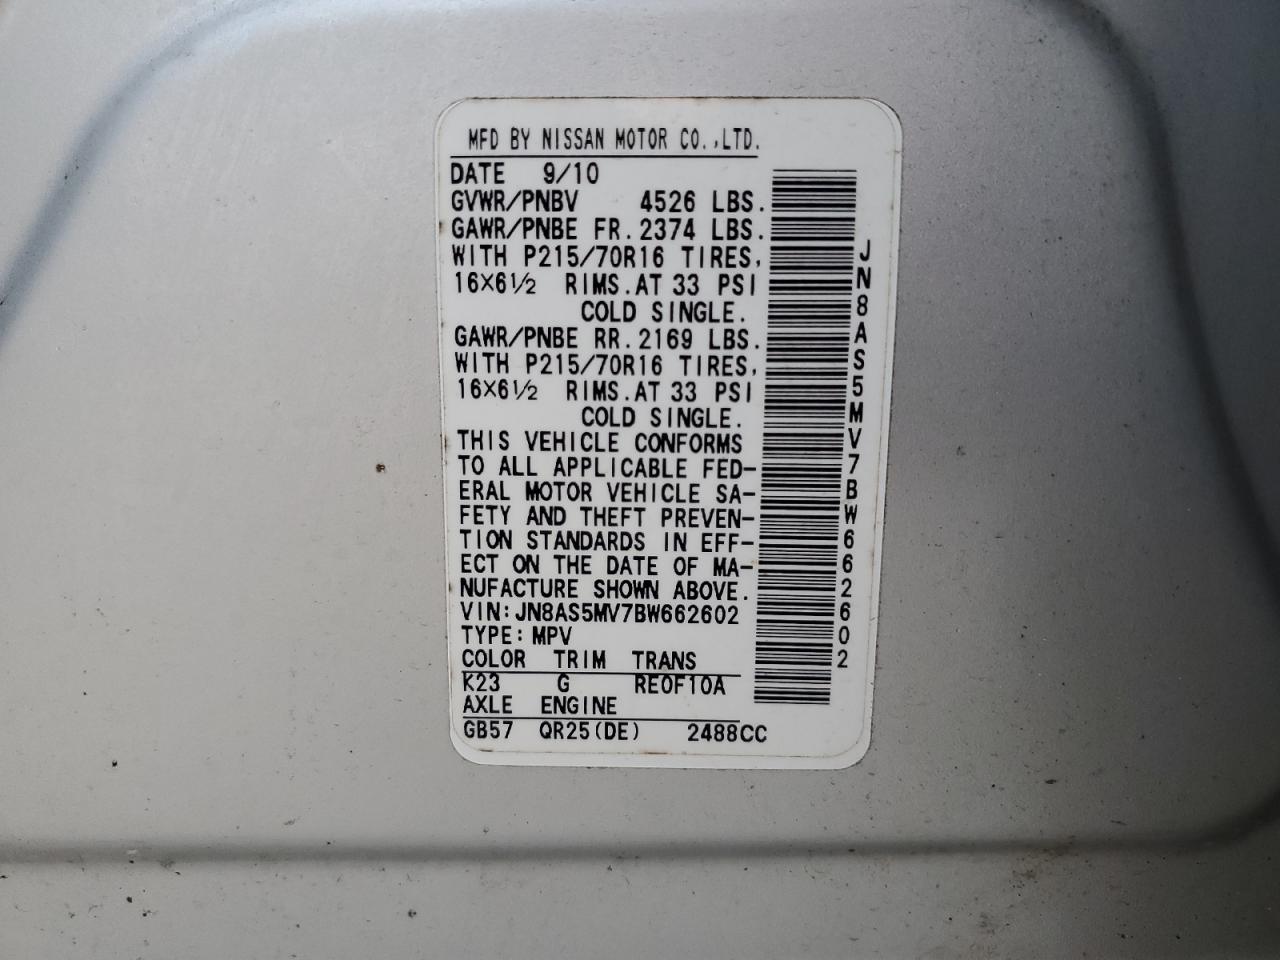 MFD BY NISSAN MOTOR CO.,LTD.
DATE 9/10
GVWR/PNBV 4526 LBS.
GAWR/PNBE FR.2374 LBS.
WITH P215/70R16 TIRES,
16X6½ RIMS.AT 33 PSI
COLD SINGLE.
GAWR/PNBE RR.2169 LBS.
WITH P215/70R16 TIRES,
16X6½ RIMS.AT 33 PSI
COLD SINGLE.
THIS VEHICLE CONFORMS
TO ALL APPLICABLE FED-
ERAL MOTOR VEHICLE SA-
FETY AND THEFT PREVEN-
TION STANDARDS IN EFF-
ECT ON THE DATE OF MA-
NUFACTURE SHOWN ABOVE.
VIN:JN8AS5MV7BW662602
TYPE:MPV
COLOR TRIM TRANS
K23 G RE0F10A
AXLE ENGINE
GB57 QR25(DE) 2488CC
JN8AS5MV7BW662602